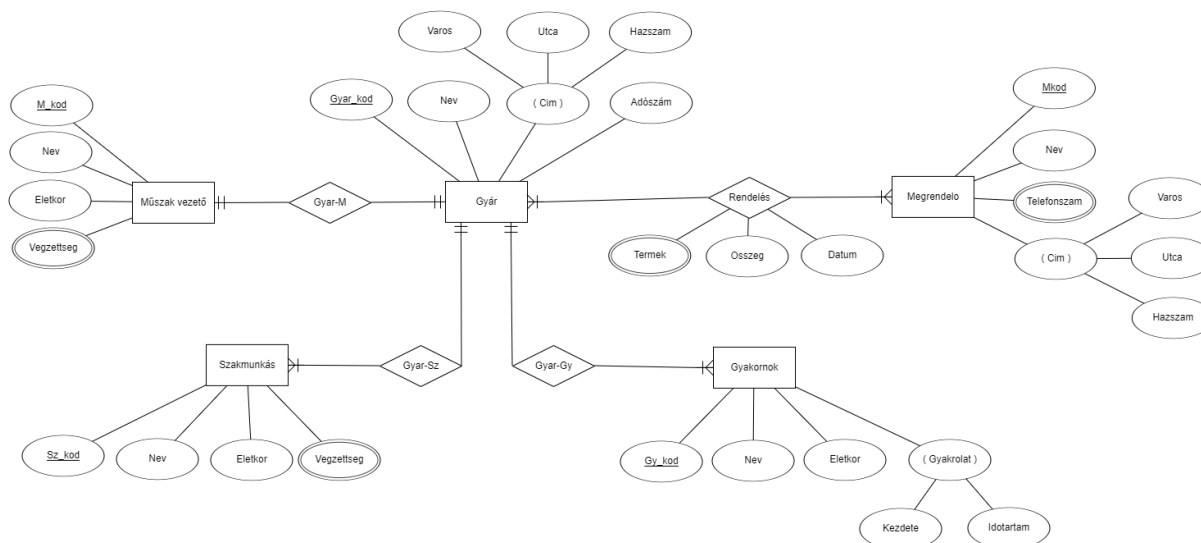 Varos
Utca
Hazszam
M_kod
Gyar_kod
Nev
( Cim )
Adószám
Mkod
Nev
Nev
Eletkor
Műszak vezető
Gyar-M
Gyár
Rendelés
Megrendelo
Telefonszam
Varos
Vegzettseg
Termek
Osszeg
Datum
( Cim )
Utca
Hazszam
Szakmunkás
Gyar-Sz
Gyar-Gy
Gyakornok
Sz_kod
Nev
Eletkor
Vegzettseg
Gy_kod
Nev
Eletkor
( Gyakrolat )
Kezdete
Idotartam